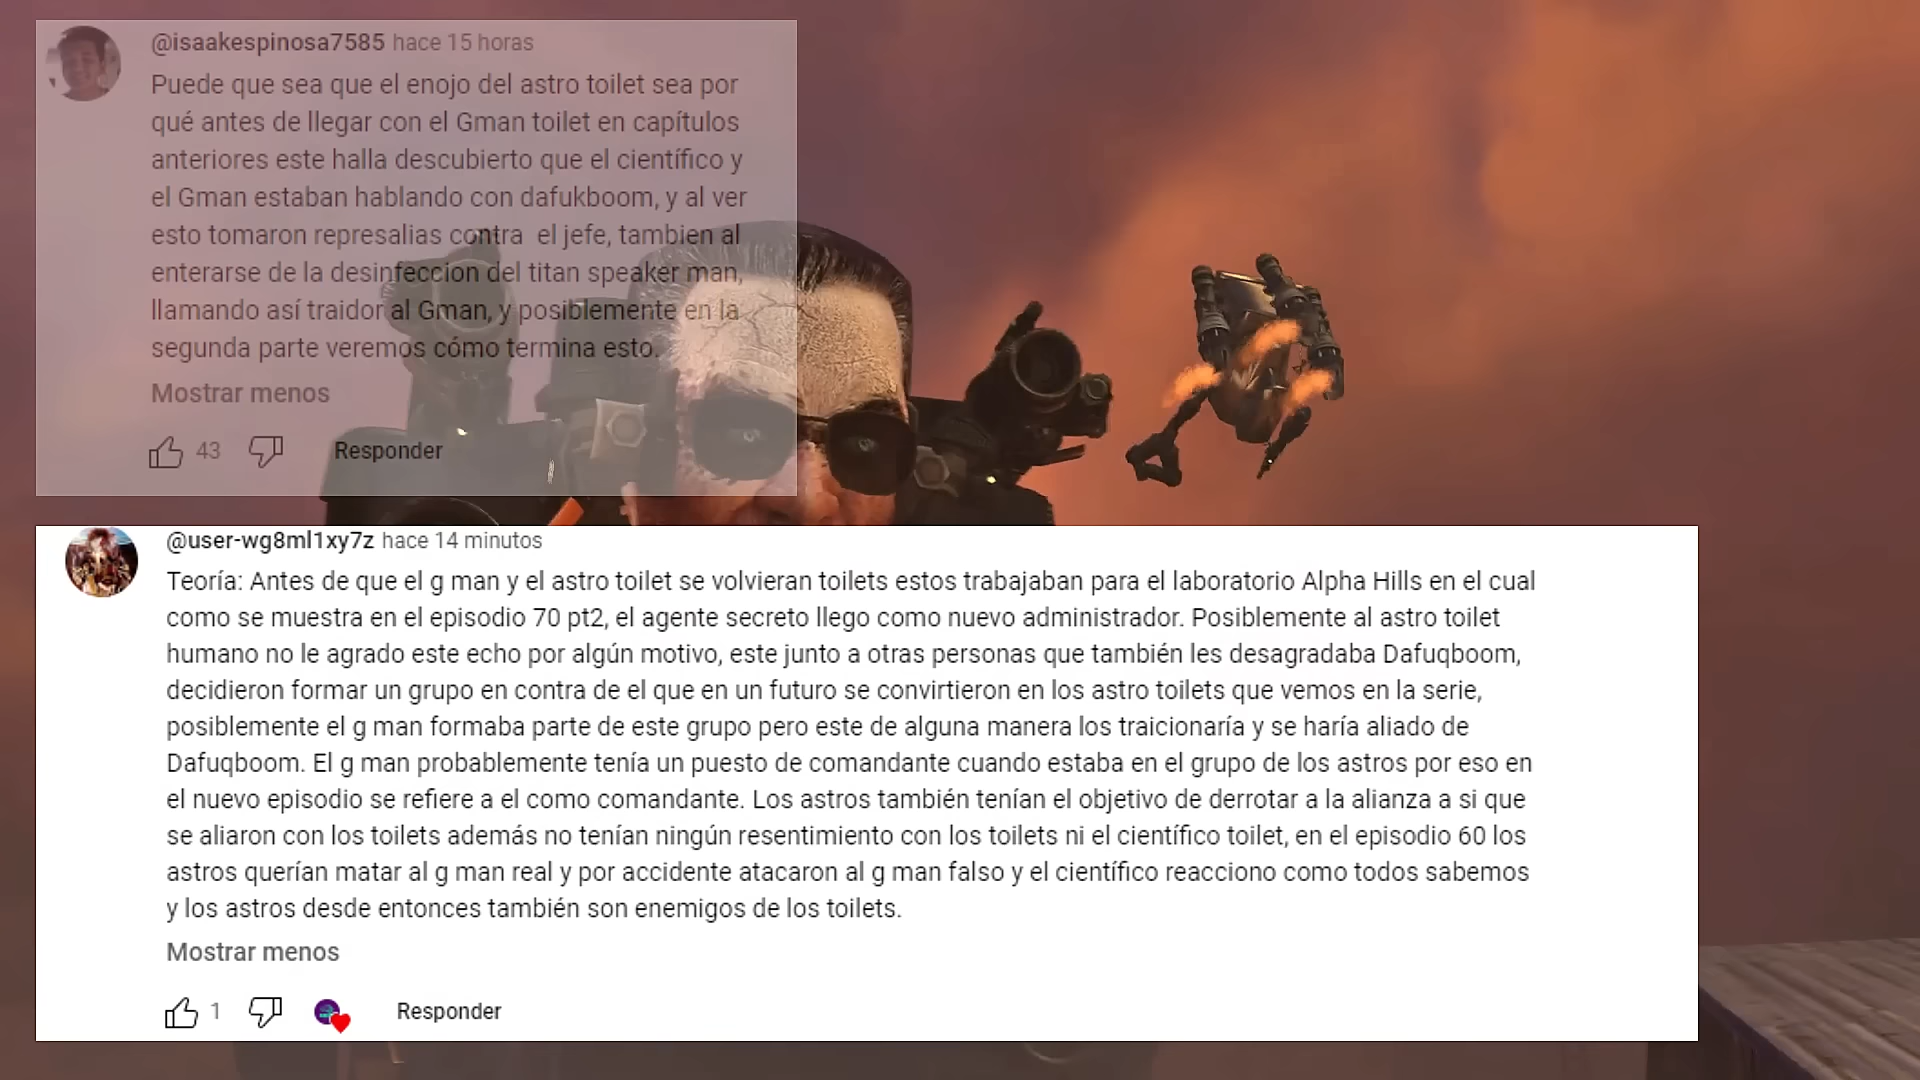 @isaakespinosa7585 hace 15 horas
Puede que sea que el enojo del astro toilet sea por
qué antes de llegar con el Gman toilet en capítulos
anteriores este halla descubierto que el científico y
el Gman estaban hablando con dafukboom, y al ver
esto tomaron represalias contra el jefe, tambien al
enterarse de la desinfeccion del titan speaker man,
llamando así traidor al Gman, y posiblemente en la
segunda parte veremos cómo termina esto.
Mostrar menos
43 Responder
@user-wg8ml1xy7z hace 14 minutos
Teoría: Antes de que el g man y el astro toilet se volvieran toilets estos trabajaban para el laboratorio Alpha Hills en el cual
como se muestra en el episodio 70 pt2, el agente secreto llego como nuevo administrador. Posiblemente al astro toilet
humano no le agrado este echo por algún motivo, este junto a otras personas que también les desagradaba Dafuqboom,
decidieron formar un grupo en contra de el que en un futuro se convirtieron en los astro toilets que vemos en la serie,
posiblemente el g man formaba parte de este grupo pero este de alguna manera los traicionaría y se haría aliado de
Dafuqboom. El g man probablemente tenía un puesto de comandante cuando estaba en el grupo de los astros por eso en
el nuevo episodio se refiere a el como comandante. Los astros también tenían el objetivo de derrotar a la alianza a si que
se aliaron con los toilets además no tenían ningún resentimiento con los toilets ni el científico toilet, en el episodio 60 los
astros querían matar al g man real y por accidente atacaron al g man falso y el científico reacciono como todos sabemos
y los astros desde entonces también son enemigos de los toilets.
Mostrar menos
1 Responder